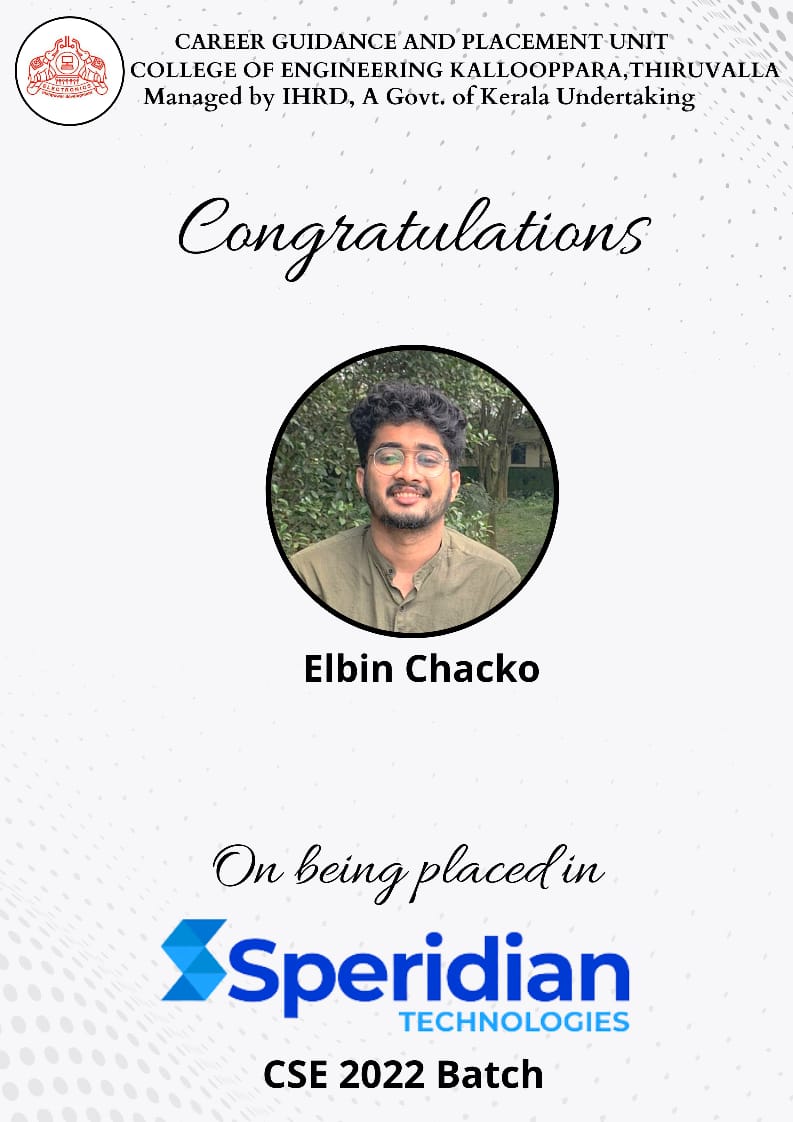 CAREER GUIDANCE AND PLACEMENT UNIT
COLLEGE OF ENGINEERING KALLOOPPARA,THIRUVALLA
Managed by IHRD, A Govt. of Kerala Undertaking
ELECTRONICS
Congratulations
Elbin Chacko
On being placed in
Speridian
TECHNOLOGIES
CSE 2022 Batch